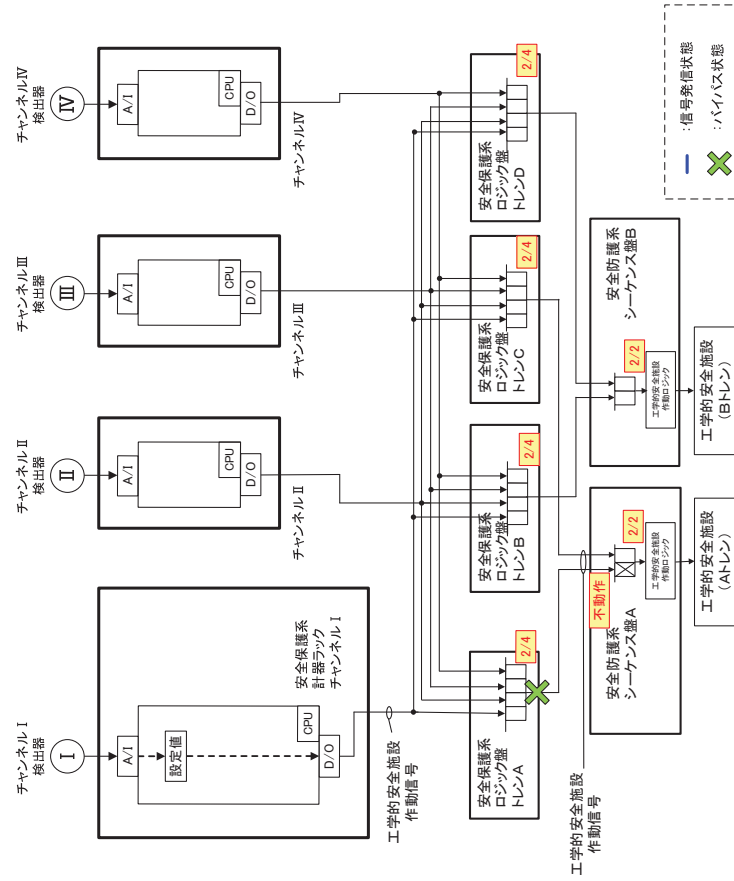 チャンネルⅠ
検出器
Ⅰ
A/I
設定値
CPU
D/O
安全保護系
計器ラック
チャンネルⅠ
チャンネルⅡ
検出器
Ⅱ
A/I
CPU
D/O
チャンネルⅡ
チャンネルⅢ
検出器
Ⅲ
A/I
CPU
D/O
チャンネルⅢ
チャンネルⅣ
検出器
Ⅳ
A/I
CPU
D/O
チャンネルⅣ
工学的安全施設
作動信号
安全保護系
ロジック盤
トレンA
2/4
安全保護系
ロジック盤
トレンB
2/4
安全保護系
ロジック盤
トレンC
2/4
安全保護系
ロジック盤
トレンD
2/4
工学的安全施設
作動信号
不動作
安全防護系
シーケンス盤A
2/2
工学的安全施設
作動ロジック
工学的安全施設
(Aトレン)
安全防護系
シーケンス盤B
2/2
工学的安全施設
作動ロジック
工学的安全施設
(Bトレン)
:信号発信状態
:バイパス状態